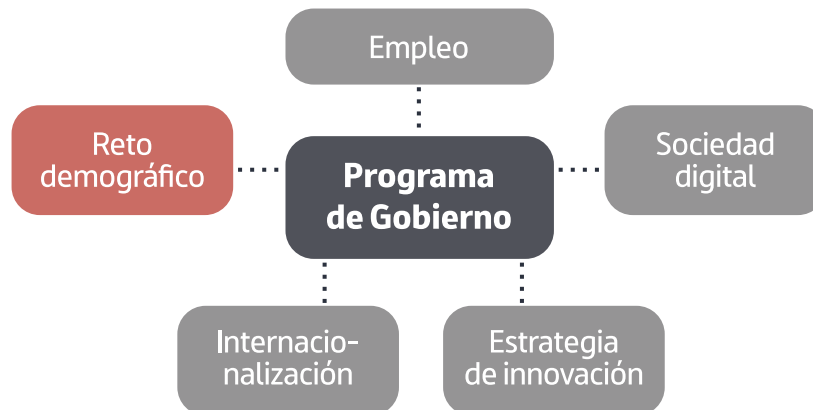 Empleo
Reto
demográfico
Programa
de Gobierno
Sociedad
digital
Internacio-
nalización
Estrategia
de innovación